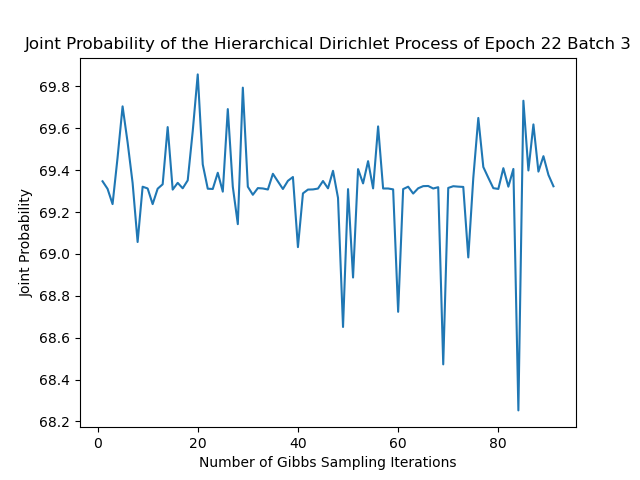 Joint Probability of the Hierarchical Dirichlet Process of Epoch 22 Batch 3
69.8
69.6
69.4
69.2
69.0
68.8
68.6
68.4
68.2
Joint Probability
0 20 40 60 80
Number of Gibbs Sampling Iterations